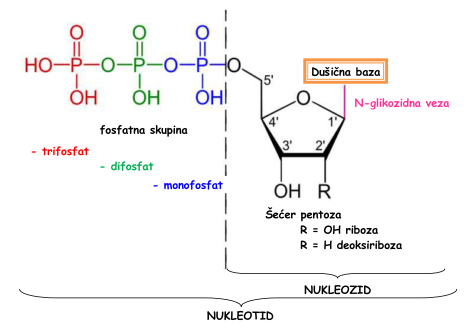 O O O
HO P O P O P O
OH OH OH
5'
Dušična baza
N-glikozidna veza
O
4' 1'
3' 2'
OH R
fosfatna skupina
- trifosfat
- difosfat
- monofosfat
Šećer pentoza
R = OH riboza
R = H deoksiriboza
NUKLEOZID
NUKLEOTID